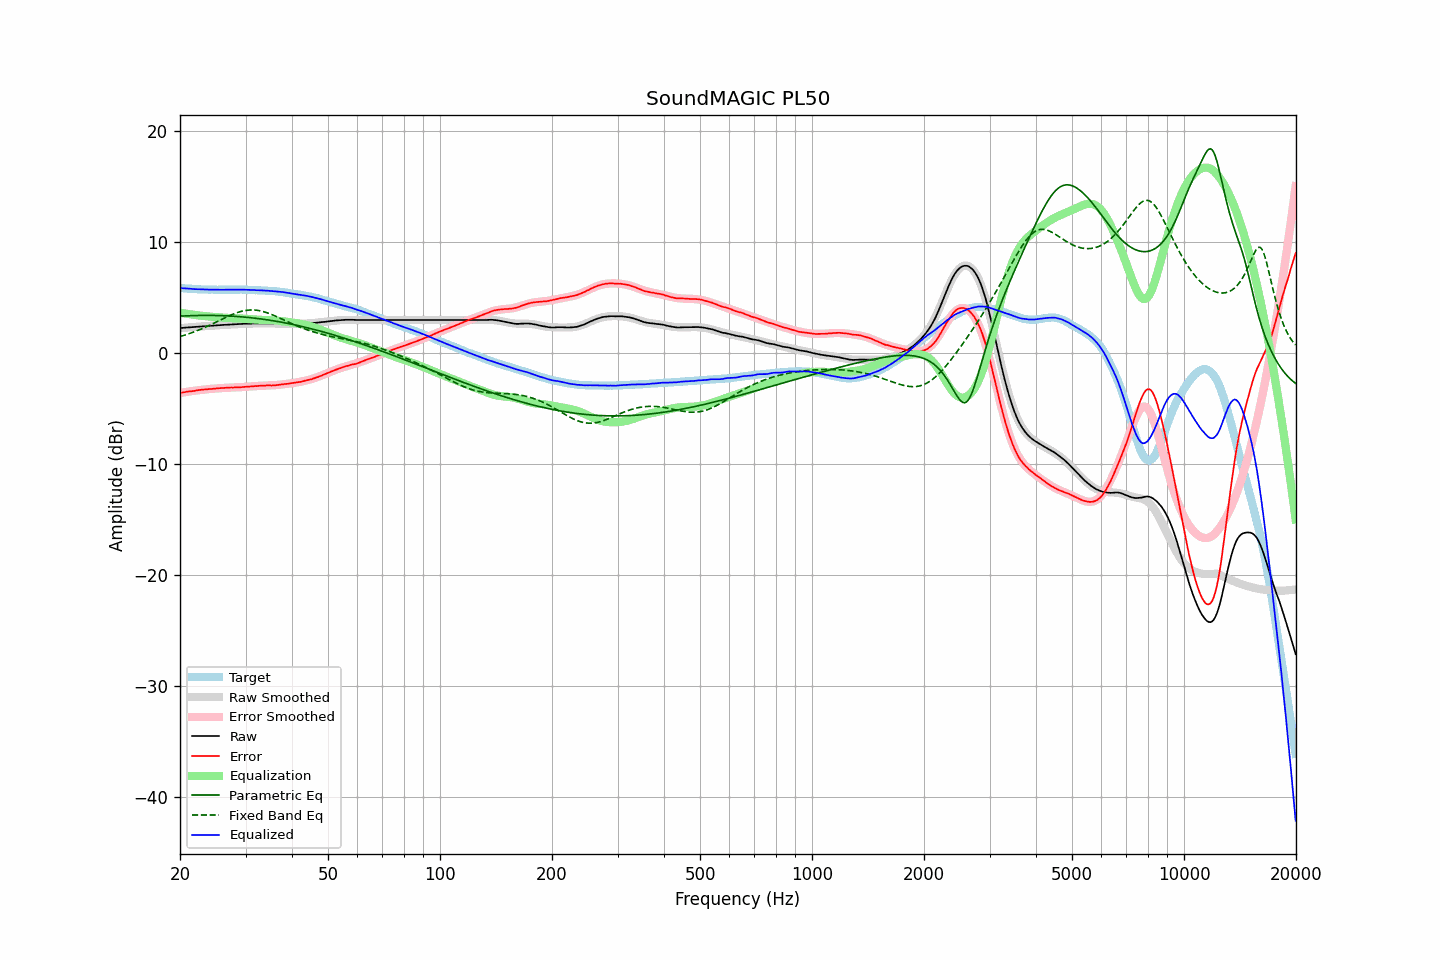 SoundMAGIC PL50
Amplitude (dBr)
20
10
0
−10
−20
−30
−40
Target
Raw Smoothed
Error Smoothed
Raw
Error
Equalization
Parametric Eq
Fixed Band Eq
Equalized
20 50 100 200 500 1000 2000 5000 10000 20000
Frequency (Hz)